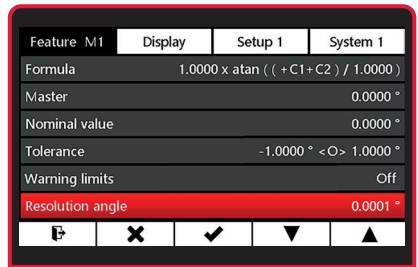 Feature M1 Display Setup 1 System 1
Formula 1.0000 x atan ( ( +C1+C2 ) / 1.0000 )
Master 0.0000 °
Nominal value 0.0000 °
Tolerance -1.0000 ° <O> 1.0000 °
Warning limits Off
Resolution angle 0.0001 °